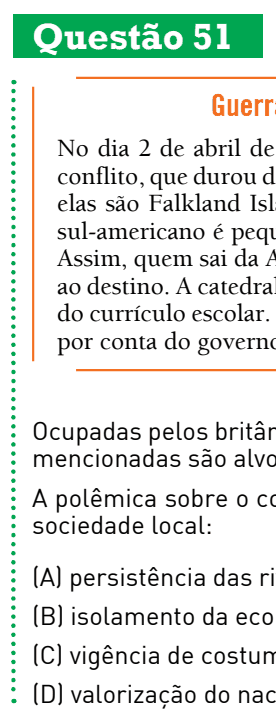 Questão 51
Guerr
No dia 2 de abril de
conflito, que durou d
elas são Falkland Isl
sul-americano é pequ
Assim, quem sai da A
ao destino. A catedral
do currículo escolar.
por conta do governo
Ocupadas pelos britân
mencionadas são alvo
A polêmica sobre o co
sociedade local:
(A) persistência das ri
(B) isolamento da eco
(C) vigência de costum
(D) valorização do nac